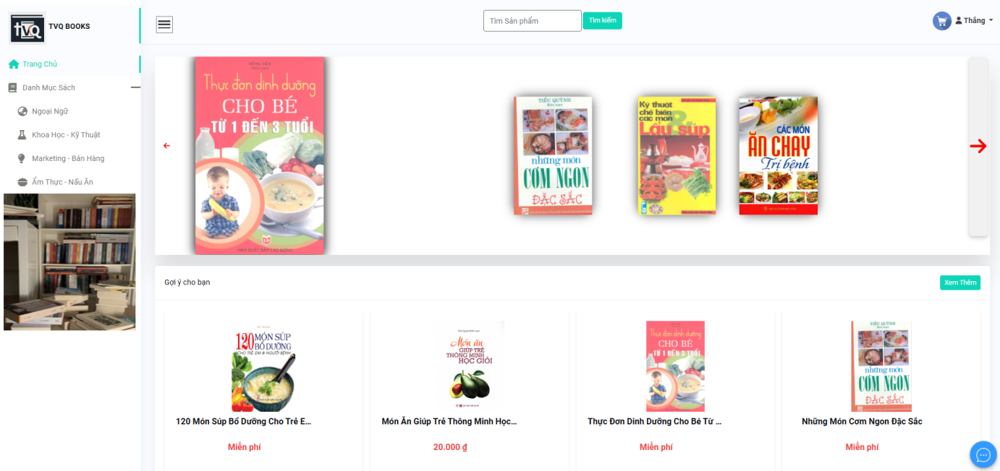 TVQ
TVQ BOOKS
Tìm Sản phẩm
Tìm kiếm
Thắng
Trang Chủ
Danh Mục Sách
Ngoại Ngữ
Khoa Học - Kỹ Thuật
Marketing - Bán Hàng
Ẩm Thực - Nấu Ăn
Thực đơn dinh dưỡng
CHO BÉ
TỪ 1 ĐẾN 3 TUỔI
NHÀ XUẤT BẢN LAO ĐỘNG
TIỂU QUỲNH
Biên soạn
những món
CƠM NGON
ĐẶC SẮC
Kỹ thuật
chế biến
các món
Lẩu & súp
CÁC MÓN
ĂN CHAY
Trị bệnh
Gợi ý cho bạn
Xem Thêm
120 MÓN SÚP
BỔ DƯỠNG
CHO TRẺ EM & NGƯỜI BỆNH
Món ăn
GIÚP TRẺ
THÔNG MINH
HỌC GIỎI
Thực đơn dinh dưỡng
CHO BÉ
TỪ 1 ĐẾN 3 TUỔI
TIỂU QUỲNH
Biên soạn
những món
CƠM NGON
ĐẶC SẮC
120 Món Súp Bổ Dưỡng Cho Trẻ E...
Món Ăn Giúp Trẻ Thông Minh Học...
Thực Đơn Dinh Dưỡng Cho Bé Từ ...
Những Món Cơm Ngon Đặc Sắc
Miễn phí
20.000 ₫
Miễn phí
Miễn phí